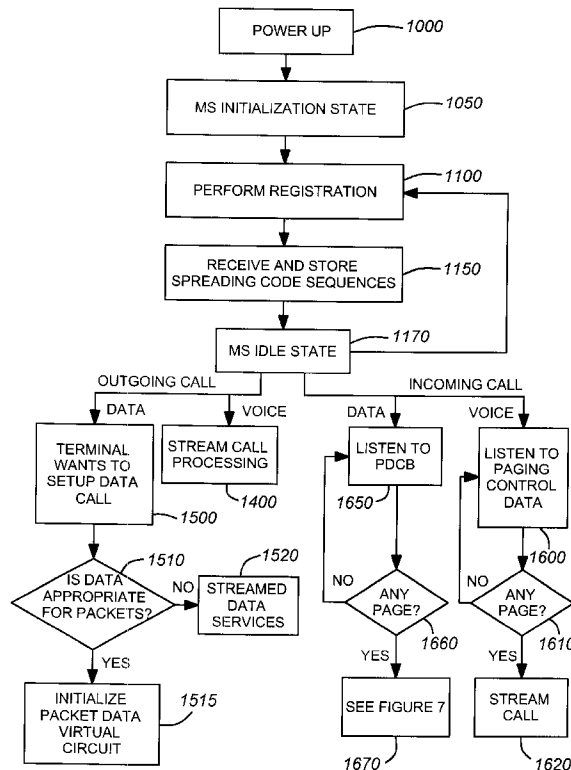 POWER UP
1000
MS INITIALIZATION STATE
1050
PERFORM REGISTRATION
1100
RECEIVE AND STORE
SPREADING CODE SEQUENCES
1150
MS IDLE STATE
1170
OUTGOING CALL
INCOMING CALL
DATA
VOICE
DATA
VOICE
TERMINAL
WANTS TO
SETUP DATA
CALL
1500
STREAM CALL
PROCESSING
1400
LISTEN TO
PDCB
1650
LISTEN TO
PAGING
CONTROL
DATA
1600
IS DATA
APPROPRIATE
FOR PACKETS?
1510
NO
STREAMED
DATA
SERVICES
1520
NO
ANY
PAGE?
1660
NO
ANY
PAGE?
1610
YES
YES
YES
INITIALIZE
PACKET DATA
VIRTUAL
CIRCUIT
1515
SEE FIGURE 7
1670
STREAM
CALL
1620